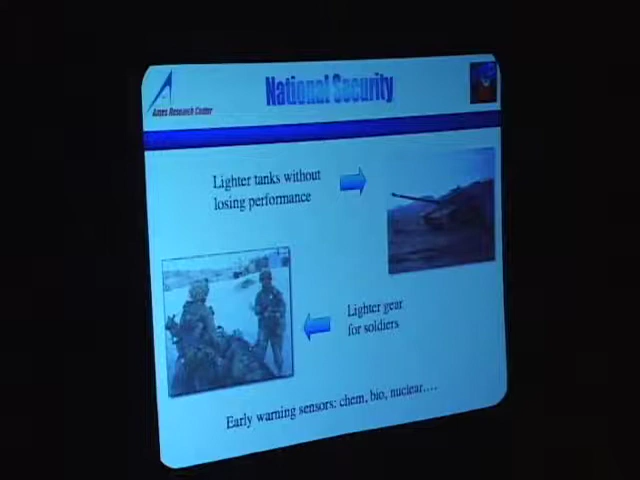 Ames Research Center
National Security
Lighter tanks without
losing performance
Lighter gear
for soldiers
Early warning sensors: chem, bio, nuclear....